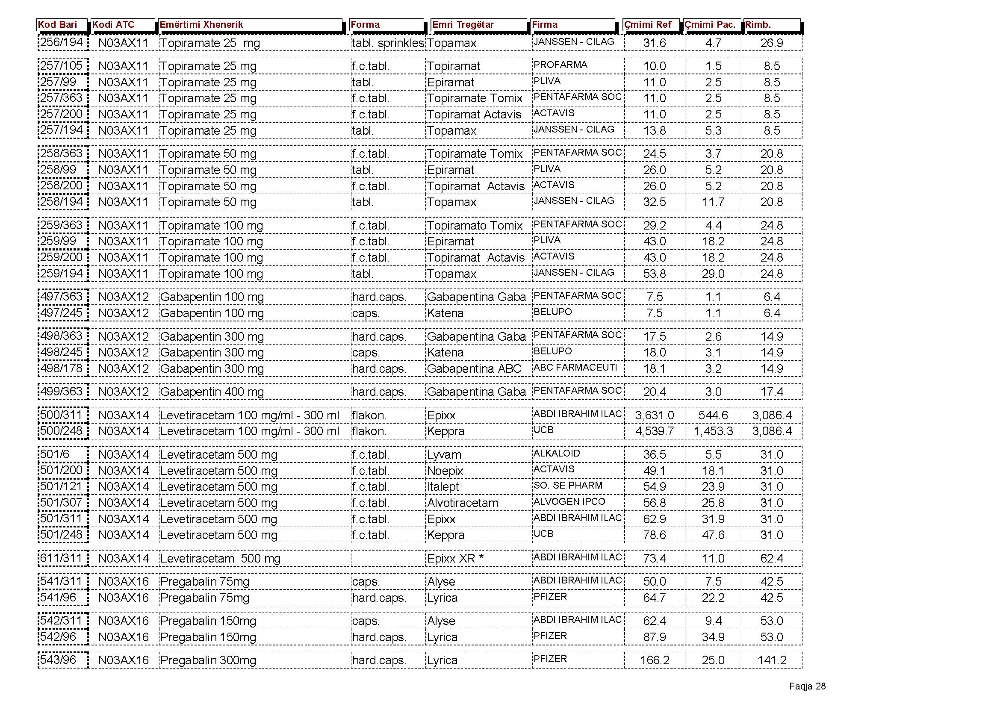 Kod Bari Kodi ATC Emërtimi Xhenerik Forma Emri Tregëtar Firma Çmimi Ref Çmimi Pac. Rimb.
256/194 N03AX11 Topiramate 25  mg tabl. sprinkles Topamax JANSSEN - CILAG 31.6 4.7 26.9
257/105 N03AX11 Topiramate 25 mg f.c.tabl. Topiramat PROFARMA 10.0 1.5 8.5
257/99 N03AX11 Topiramate 25 mg tabl. Epiramat PLIVA 11.0 2.5 8.5
257/363 N03AX11 Topiramate 25 mg f.c.tabl. Topiramate Tomix PENTAFARMA SOC 11.0 2.5 8.5
257/200 N03AX11 Topiramate 25 mg f.c.tabl. Topiramat Actavis ACTAVIS 11.0 2.5 8.5
257/194 N03AX11 Topiramate 25 mg tabl. Topamax JANSSEN - CILAG 13.8 5.3 8.5
258/363 N03AX11 Topiramate 50 mg f.c.tabl. Topiramate Tomix PENTAFARMA SOC 24.5 3.7 20.8
258/99 N03AX11 Topiramate 50 mg tabl. Epiramat PLIVA 26.0 5.2 20.8
258/200 N03AX11 Topiramate 50 mg f.c.tabl. Topiramat  Actavis ACTAVIS 26.0 5.2 20.8
258/194 N03AX11 Topiramate 50 mg tabl. Topamax JANSSEN - CILAG 32.5 11.7 20.8
259/363 N03AX11 Topiramate 100 mg f.c.tabl. Topiramato Tomix PENTAFARMA SOC 29.2 4.4 24.8
259/99 N03AX11 Topiramate 100 mg f.c.tabl. Epiramat PLIVA 43.0 18.2 24.8
259/200 N03AX11 Topiramate 100 mg f.c.tabl. Topiramat  Actavis ACTAVIS 43.0 18.2 24.8
259/194 N03AX11 Topiramate 100 mg tabl. Topamax JANSSEN - CILAG 53.8 29.0 24.8
497/363 N03AX12 Gabapentin 100 mg hard.caps. Gabapentina Gaba PENTAFARMA SOC 7.5 1.1 6.4
497/245 N03AX12 Gabapentin 100 mg caps. Katena BELUPO 7.5 1.1 6.4
498/363 N03AX12 Gabapentin 300 mg hard.caps. Gabapentina Gaba PENTAFARMA SOC 17.5 2.6 14.9
498/245 N03AX12 Gabapentin 300 mg caps. Katena BELUPO 18.0 3.1 14.9
498/178 N03AX12 Gabapentin 300 mg hard.caps. Gabapentina ABC ABC FARMACEUTI 18.1 3.2 14.9
499/363 N03AX12 Gabapentin 400 mg hard.caps. Gabapentina Gaba PENTAFARMA SOC 20.4 3.0 17.4
500/311 N03AX14 Levetiracetam 100 mg/ml - 300 ml flakon. Epixx ABDI IBRAHIM ILAC 3,631.0 544.6 3,086.4
500/248 N03AX14 Levetiracetam 100 mg/ml - 300 ml flakon. Keppra UCB 4,539.7 1,453.3 3,086.4
501/6 N03AX14 Levetiracetam 500 mg f.c.tabl. Lyvam ALKALOID 36.5 5.5 31.0
501/200 N03AX14 Levetiracetam 500 mg f.c.tabl. Noepix ACTAVIS 49.1 18.1 31.0
501/121 N03AX14 Levetiracetam 500 mg f.c.tabl. Italept SO. SE PHARM 54.9 23.9 31.0
501/307 N03AX14 Levetiracetam 500 mg f.c.tabl. Alvotiracetam ALVOGEN IPCO 56.8 25.8 31.0
501/311 N03AX14 Levetiracetam 500 mg f.c.tabl. Epixx ABDI IBRAHIM ILAC 62.9 31.9 31.0
501/248 N03AX14 Levetiracetam 500 mg f.c.tabl. Keppra UCB 78.6 47.6 31.0
611/311 N03AX14 Levetiracetam  500 mg Epixx XR * ABDI IBRAHIM ILAC 73.4 11.0 62.4
541/311 N03AX16 Pregabalin 75mg caps. Alyse ABDI IBRAHIM ILAC 50.0 7.5 42.5
541/96 N03AX16 Pregabalin 75mg hard.caps. Lyrica PFIZER 64.7 22.2 42.5
542/311 N03AX16 Pregabalin 150mg caps. Alyse ABDI IBRAHIM ILAC 62.4 9.4 53.0
542/96 N03AX16 Pregabalin 150mg hard.caps. Lyrica PFIZER 87.9 34.9 53.0
543/96 N03AX16 Pregabalin 300mg hard.caps. Lyrica PFIZER 166.2 25.0 141.2
Faqja 28